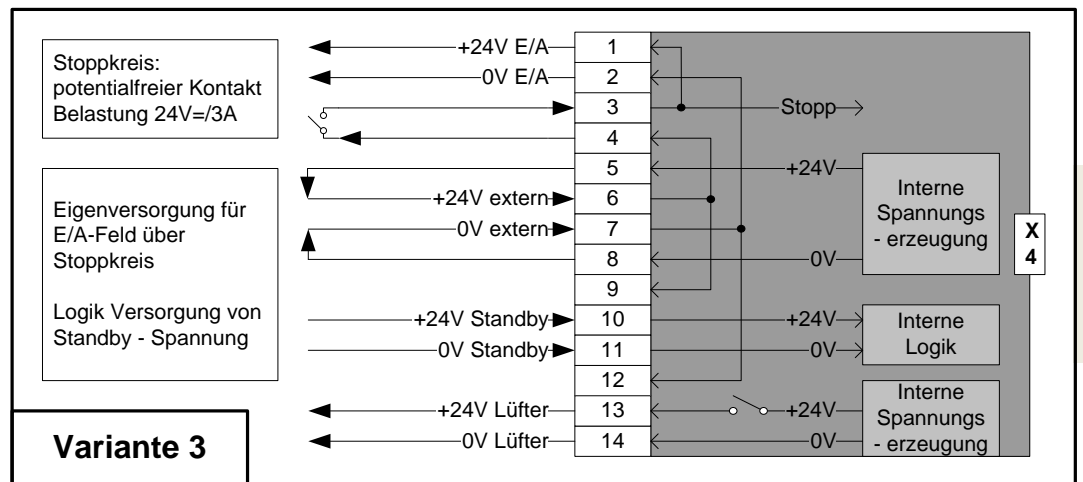 Stoppkreis:
potentialfreier Kontakt
Belastung 24V=/3A
Eigenversorgung für
E/A-Feld über
Stoppkreis
Logik Versorgung von
Standby - Spannung
Variante 3
+24V E/A
0V E/A
+24V extern
0V extern
+24V Standby
0V Standby
+24V Lüfter
0V Lüfter
1
2
3
4
5
6
7
8
9
10
11
12
13
14
Stopp
+24V
0V
Interne
Spannungs
- erzeugung
+24V
0V
Interne
Logik
+24V
0V
Interne
Spannungs
- erzeugung
X
4